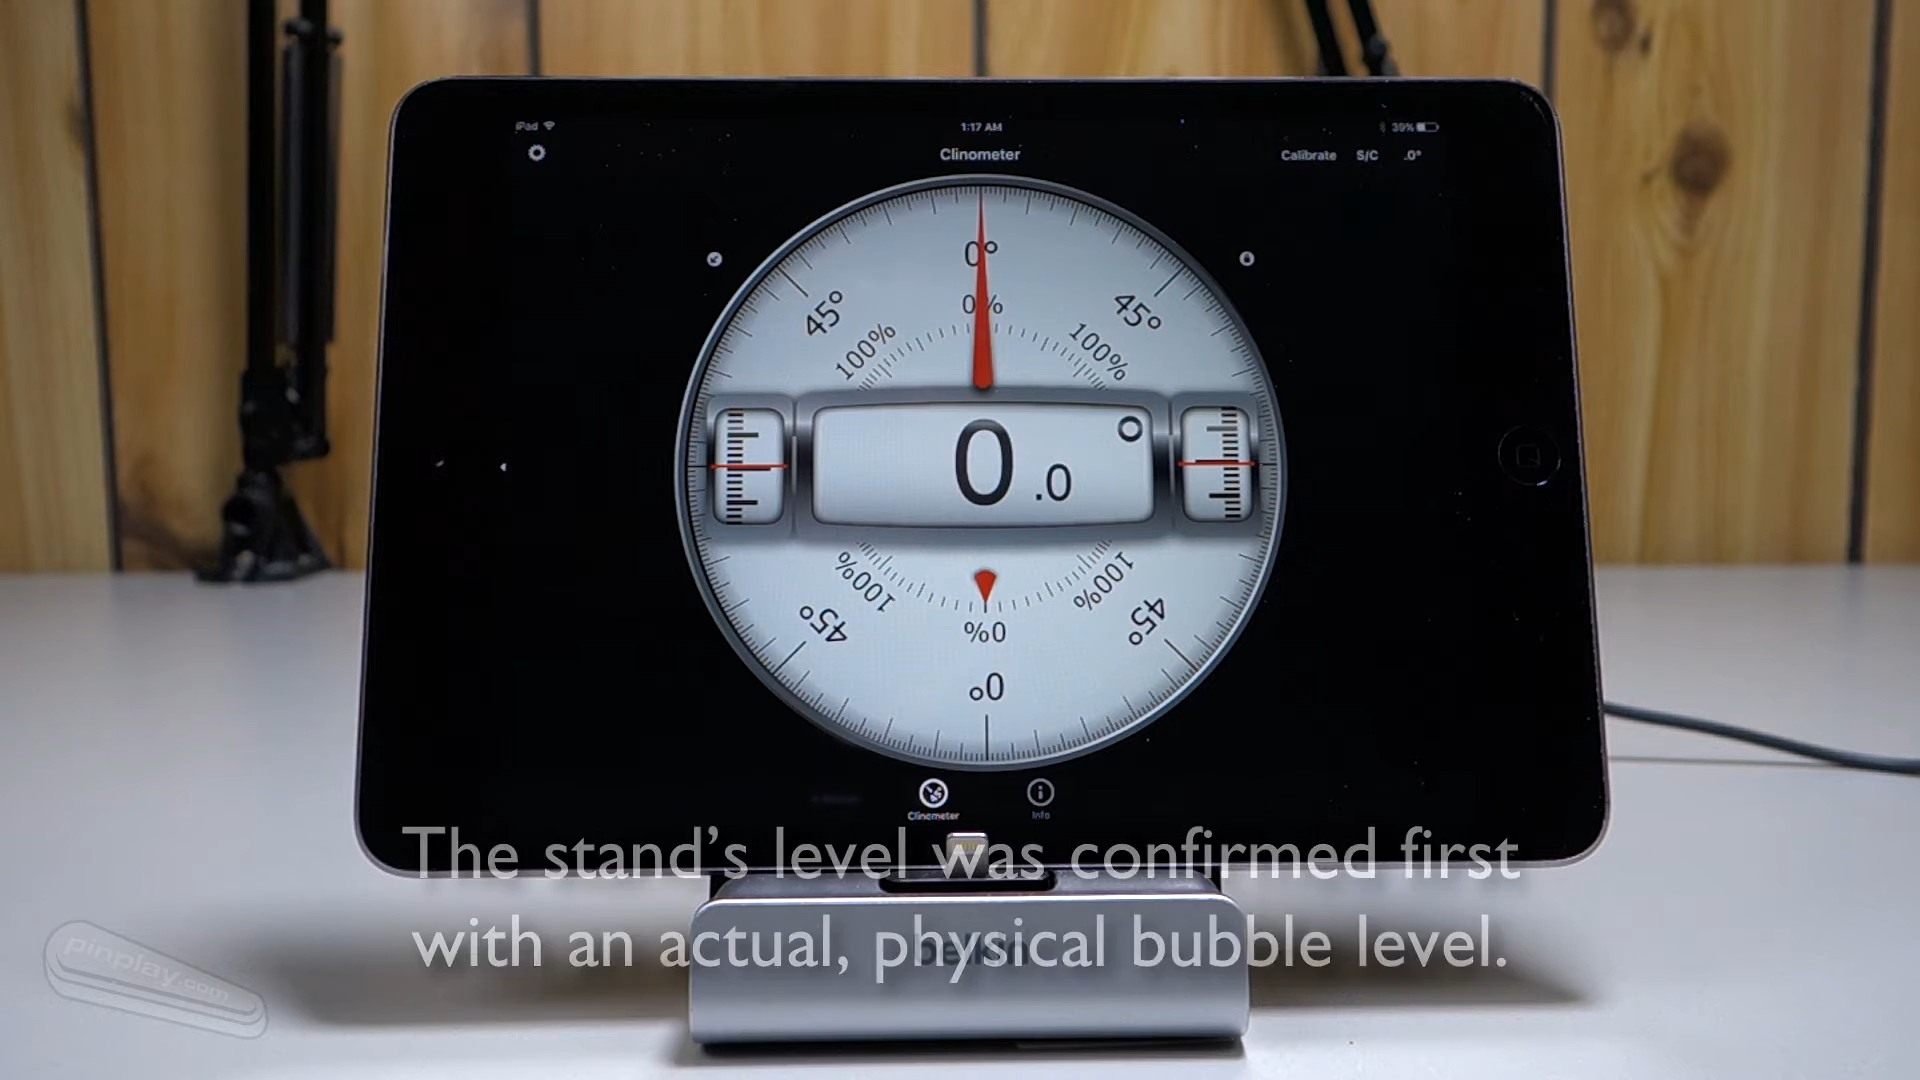 iPad
1:17 AM
39%
Clinometer
Calibrate S/C .0°
0°
0%
45°
45°
100%
100%
0.0°
100%
100%
45°
45°
0%
0°
Clinometer
Info
The stand’s level was confirmed first
with an actual, physical bubble level.
belkin
pinplay.com